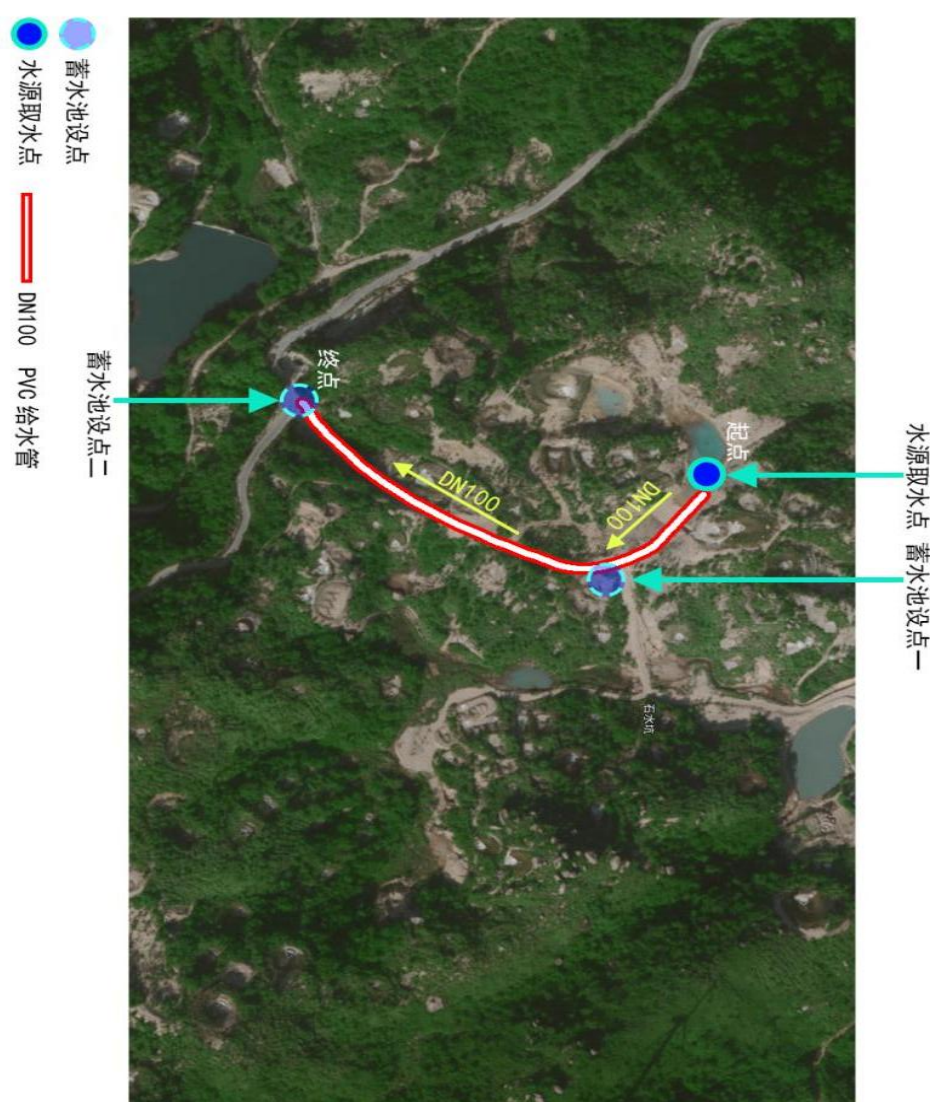 水源取水点
蓄水池设点一
起点
DN100
石水坑
终点
DN100
蓄水池设点二
蓄水池设点
水源取水点
DN100 PVC 给水管